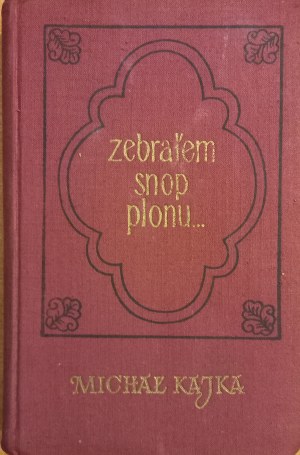 zebrałem
snop
plonu...
MICHAŁ KAJKA